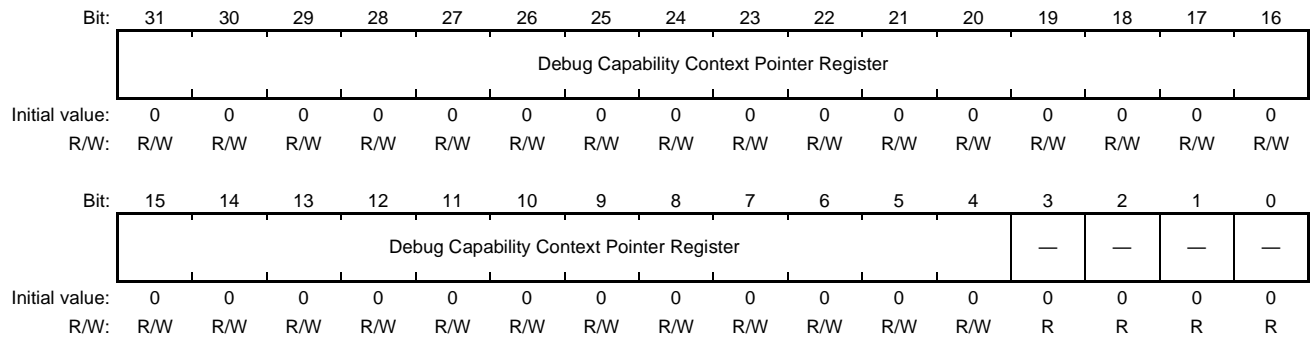 Bit: 31 30 29 28 27 26 25 24 23 22 21 20 19 18 17 16
Debug Capability Context Pointer Register
Initial value: 0 0 0 0 0 0 0 0 0 0 0 0 0 0 0 0
R/W: R/W R/W R/W R/W R/W R/W R/W R/W R/W R/W R/W R/W R/W R/W R/W R/W
Bit: 15 14 13 12 11 10 9 8 7 6 5 4 3 2 1 0
Debug Capability Context Pointer Register — — — —
Initial value: 0 0 0 0 0 0 0 0 0 0 0 0 0 0 0 0
R/W: R/W R/W R/W R/W R/W R/W R/W R/W R/W R/W R/W R/W R R R R